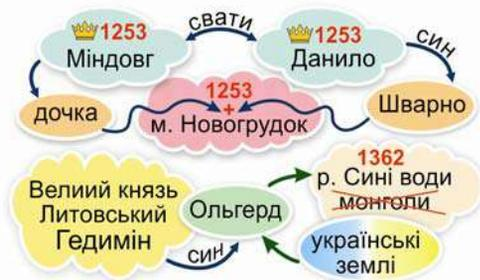 1253
Міндовг
свати
1253
Данило
син
дочка
1253
+
м. Новогрудок
Шварно
Велиий князь
Литовський
Гедимін
син
Ольгерд
1362
р. Сині води
монголи
українські
землі